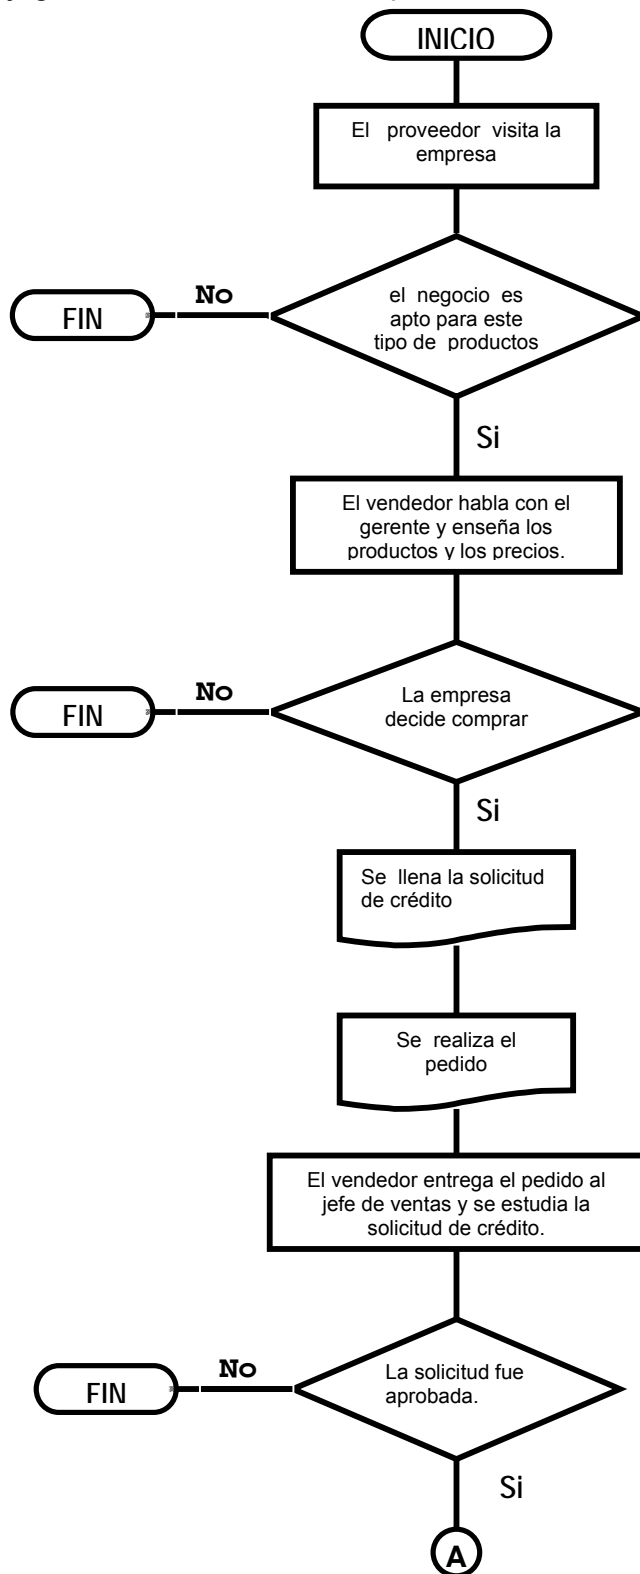 INICIO
El proveedor visita la
empresa
No
FIN
el negocio es
apto para este
tipo de productos
Si
El vendedor habla con el
gerente y enseña los
productos y los precios.
No
FIN
La empresa
decide comprar
Si
Se llena la solicitud
de crédito
Se realiza el
pedido
El vendedor entrega el pedido al
jefe de ventas y se estudia la
solicitud de crédito.
No
FIN
La solicitud fue
aprobada.
Si
A